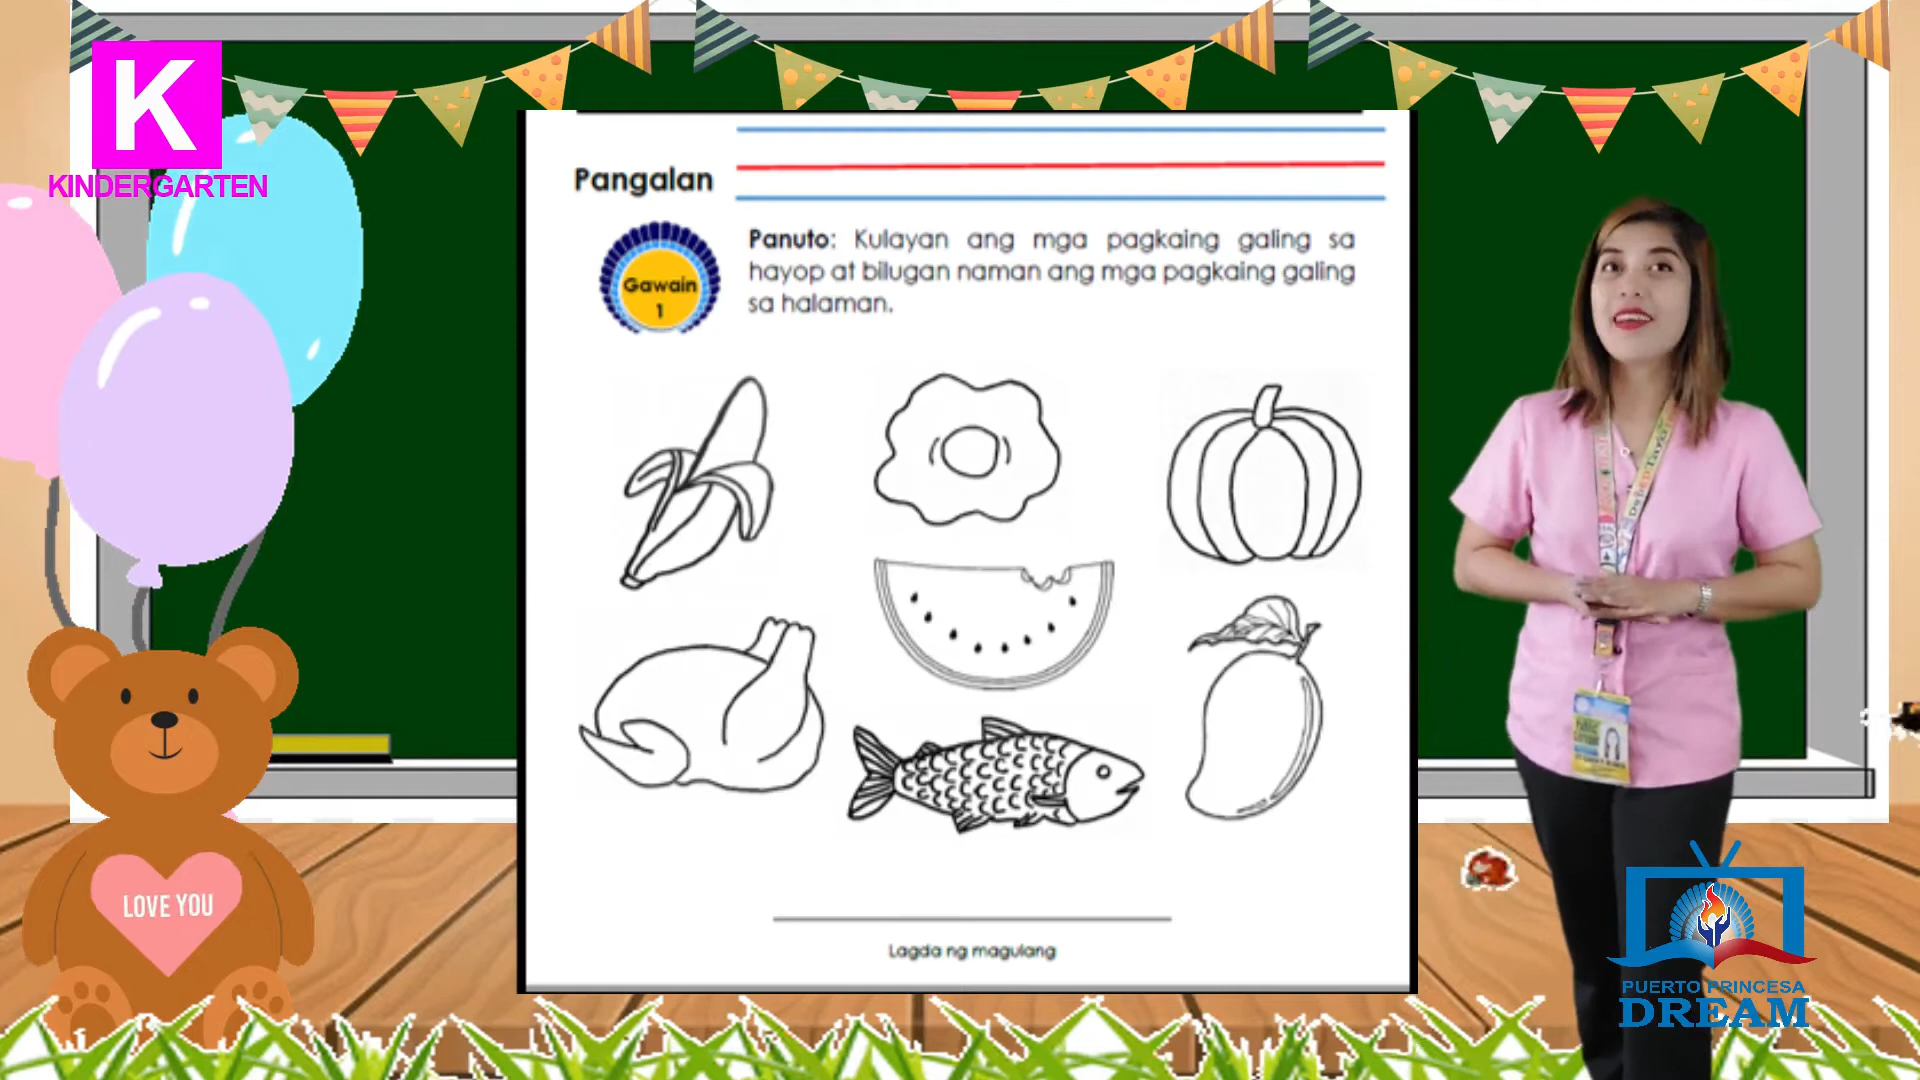 K
KINDERGARTEN
Pangalan
Gawain
1
Panuto: Kulayan ang mga pagkaing galing sa
hayop at bilugan naman ang mga pagkaing galing
sa halaman.
Lagda ng magulang
LOVE YOU
PUERTO PRINCESA
DREAM